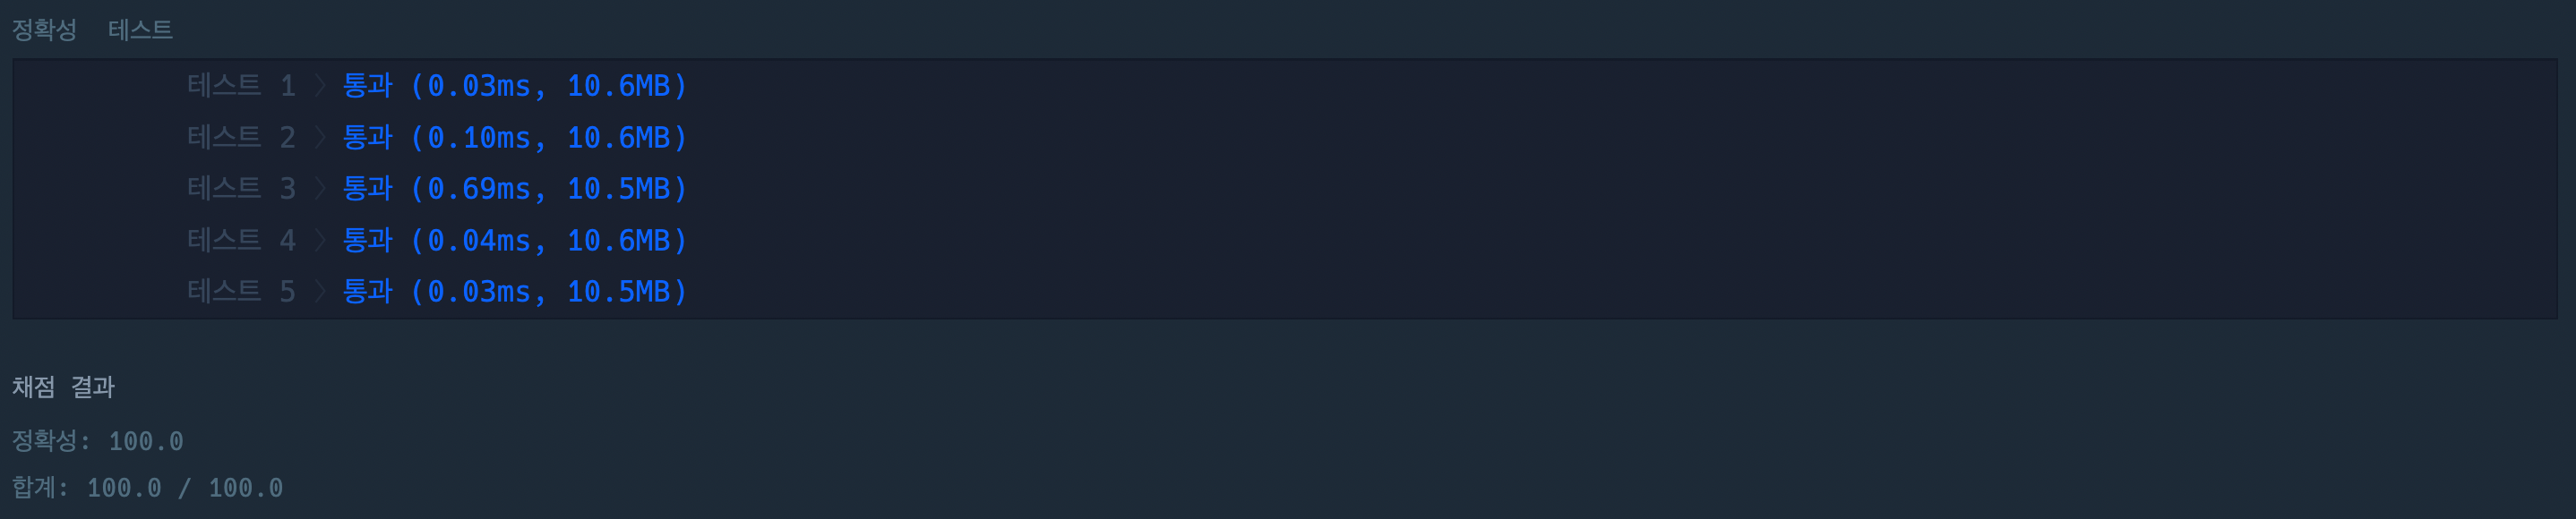 정확성 테스트
테스트 1 〉 통과 (0.03ms, 10.6MB)
테스트 2 〉 통과 (0.10ms, 10.6MB)
테스트 3 〉 통과 (0.69ms, 10.5MB)
테스트 4 〉 통과 (0.04ms, 10.6MB)
테스트 5 〉 통과 (0.03ms, 10.5MB)
채점 결과
정확성: 100.0
합계: 100.0 / 100.0